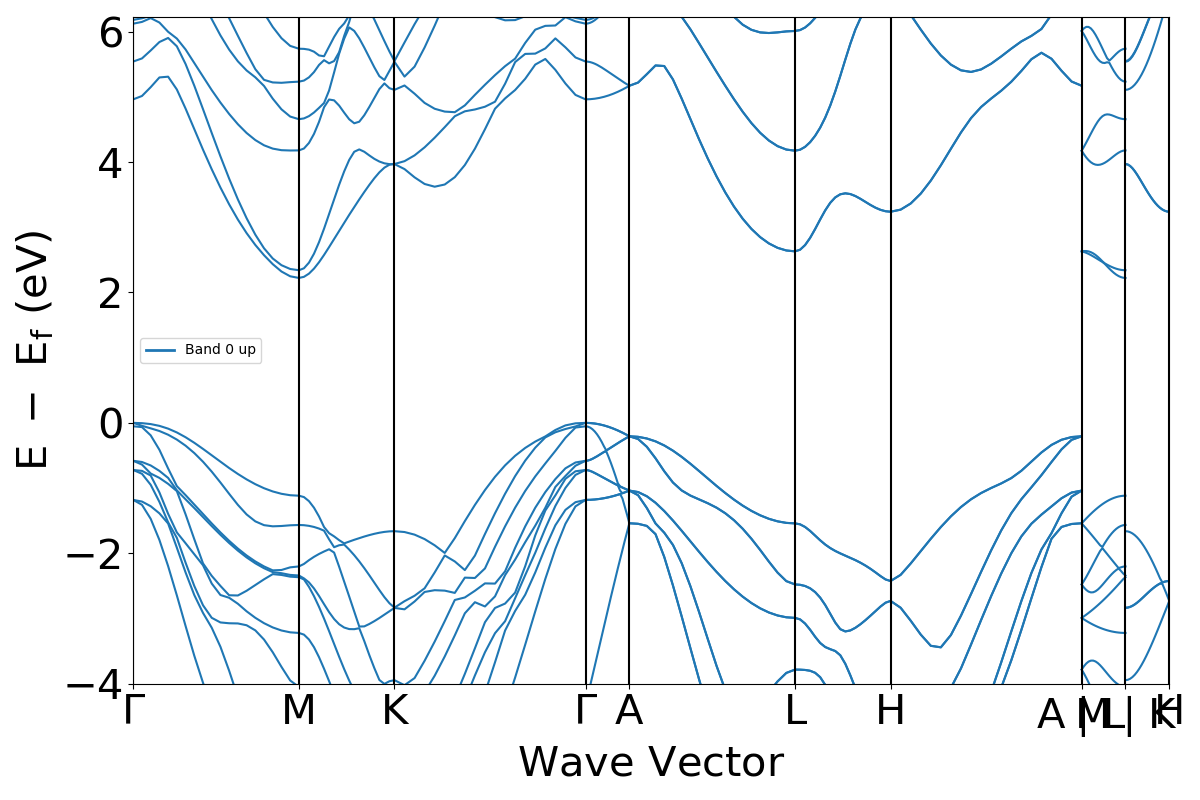 6
4
2
0
−2
−4
E − E_f (eV)
Band 0 up
Γ M K Γ A L H A | M L | K H
Wave Vector